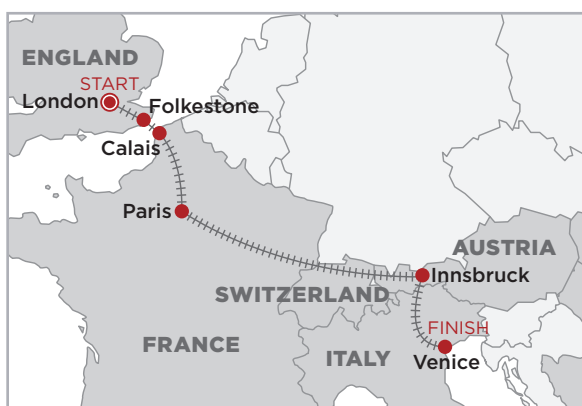 ENGLAND
START
London
Folkestone
Calais
Paris
AUSTRIA
Innsbruck
SWITZERLAND
FINISH
FRANCE
ITALY
Venice